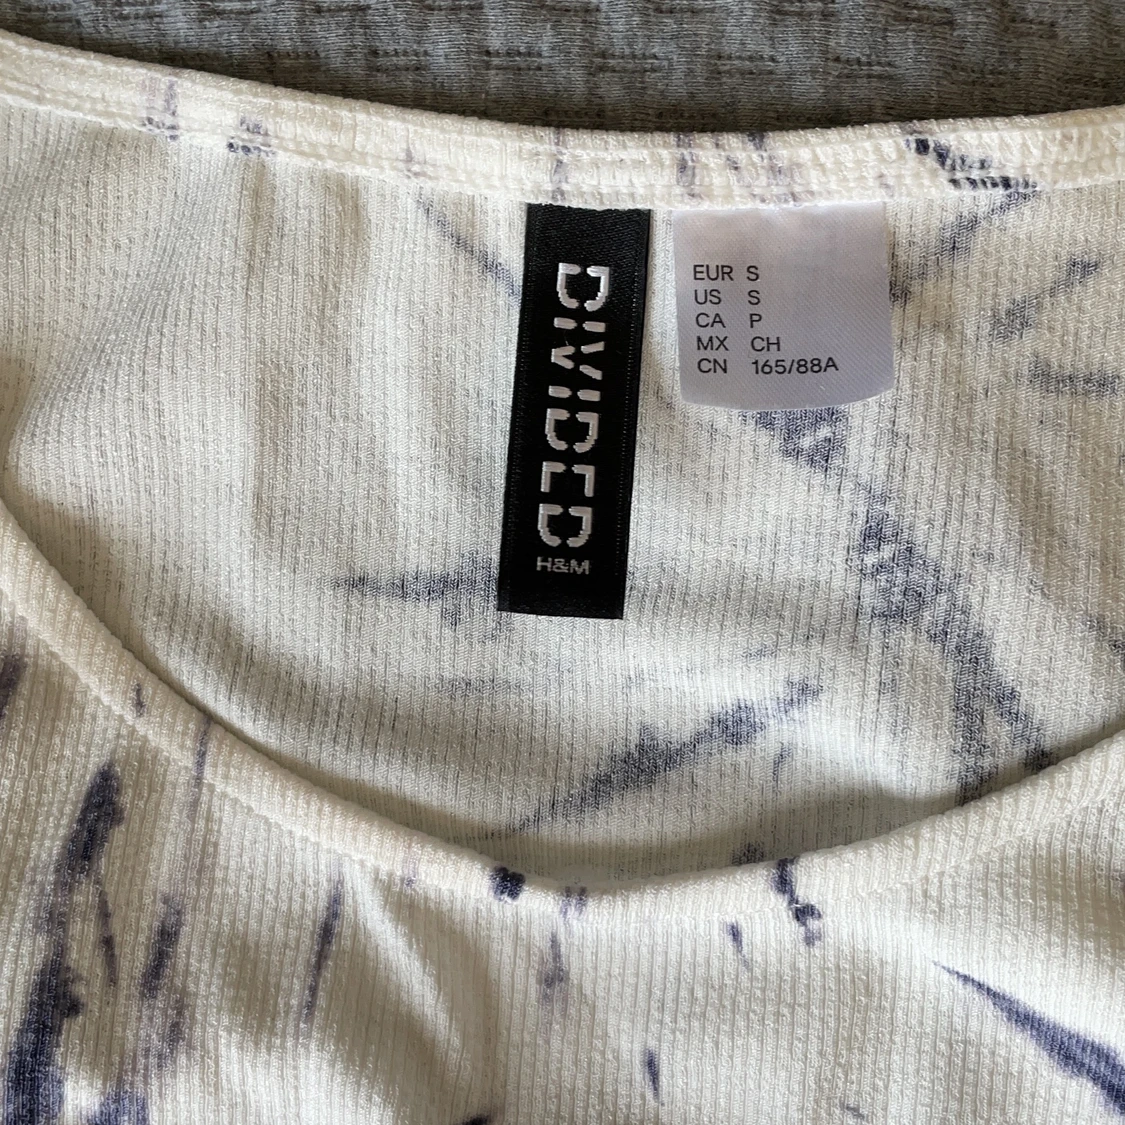 DIVIDED
H&M
EUR S
US S
CA P
MX CH
CN 165/88A